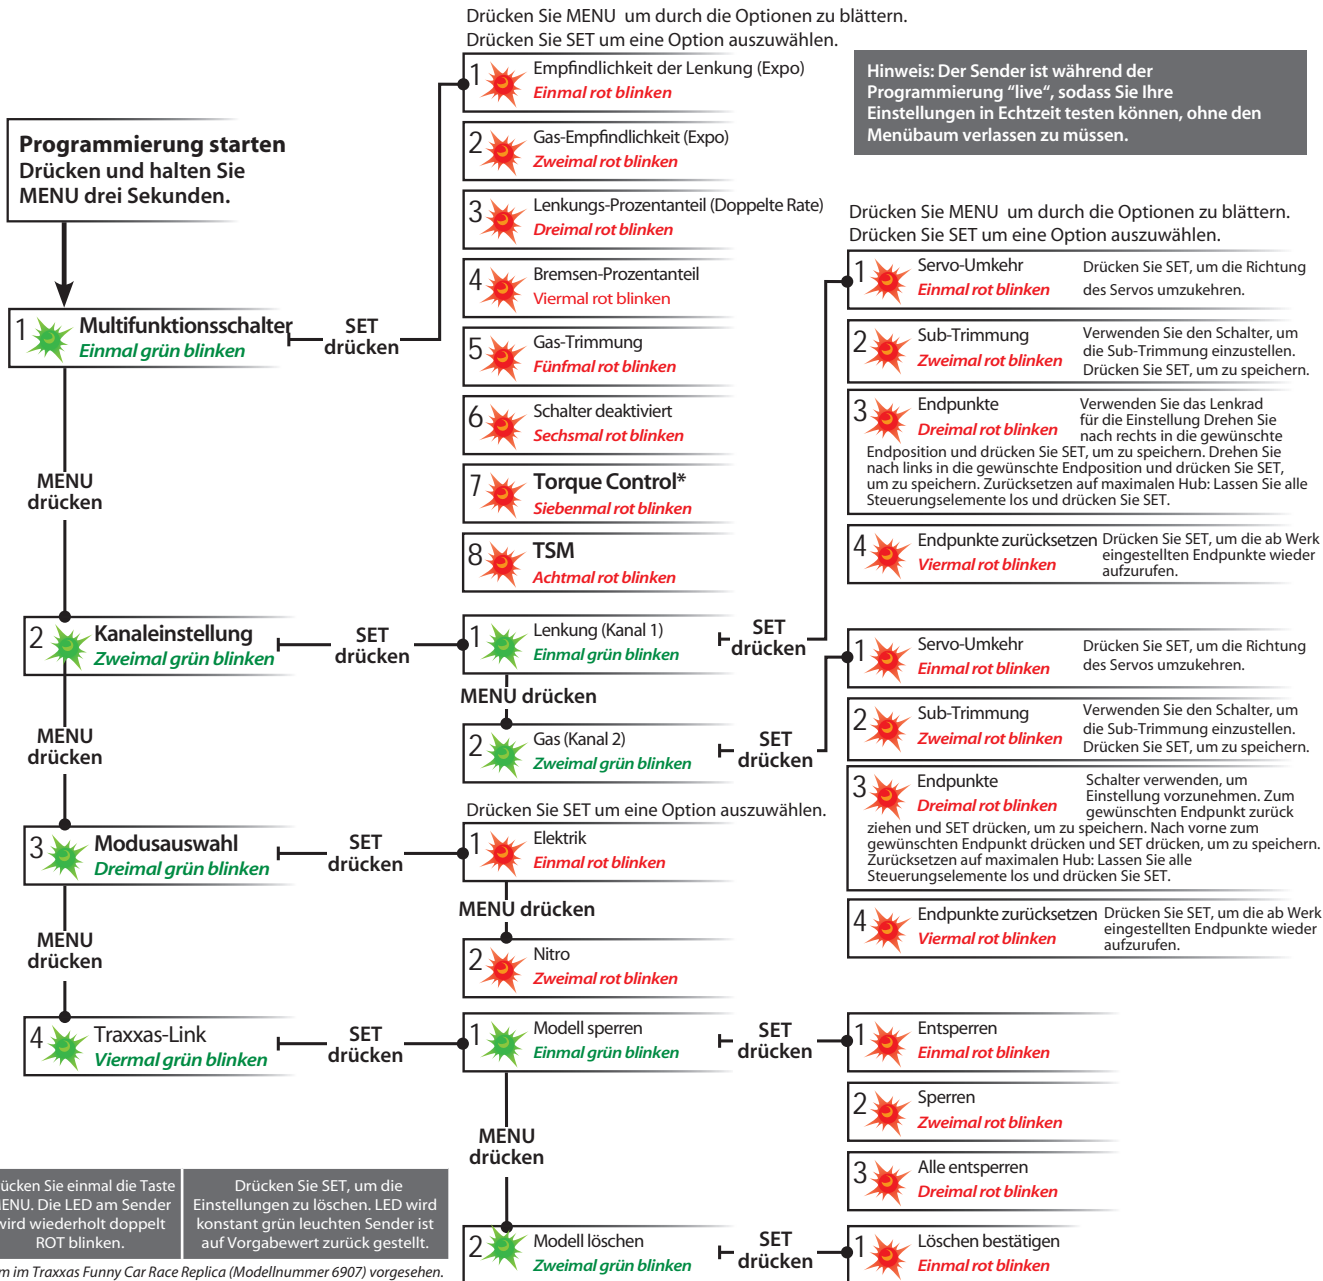 Drücken Sie MENU um durch die Optionen zu blättern.
Drücken Sie SET um eine Option auszuwählen.
Hinweis: Der Sender ist während der
Programmierung “live“, sodass Sie Ihre
Einstellungen in Echtzeit testen können, ohne den
Menübaum verlassen zu müssen.
Programmierung starten
Drücken und halten Sie
MENU drei Sekunden.
1 Multifunktionsschalter
Einmal grün blinken
SET
drücken
1 Empfindlichkeit der Lenkung (Expo)
Einmal rot blinken
2 Gas-Empfindlichkeit (Expo)
Zweimal rot blinken
3 Lenkungs-Prozentanteil (Doppelte Rate)
Dreimal rot blinken
4 Bremsen-Prozentanteil
Viermal rot blinken
5 Gas-Trimmung
Fünfmal rot blinken
6 Schalter deaktiviert
Sechsmal rot blinken
7 Torque Control*
Siebenmal rot blinken
8 TSM
Achtmal rot blinken
MENU
drücken
2 Kanaleinstellung
Zweimal grün blinken
SET
drücken
1 Lenkung (Kanal 1)
Einmal grün blinken
SET
drücken
MENU drücken
2 Gas (Kanal 2)
Zweimal grün blinken
SET
drücken
Drücken Sie MENU um durch die Optionen zu blättern.
Drücken Sie SET um eine Option auszuwählen.
1 Servo-Umkehr
Einmal rot blinken
Drücken Sie SET, um die Richtung
des Servos umzukehren.
2 Sub-Trimmung
Zweimal rot blinken
Verwenden Sie den Schalter, um
die Sub-Trimmung einzustellen.
Drücken Sie SET, um zu speichern.
3 Endpunkte
Dreimal rot blinken
Verwenden Sie das Lenkrad
für die Einstellung Drehen Sie
nach rechts in die gewünschte
Endposition und drücken Sie SET, um zu speichern. Drehen Sie
nach links in die gewünschte Endposition und drücken Sie SET,
um zu speichern. Zurücksetzen auf maximalen Hub: Lassen Sie alle
Steuerungselemente los und drücken Sie SET.
4 Endpunkte zurücksetzen
Viermal rot blinken
Drücken Sie SET, um die ab Werk
eingestellten Endpunkte wieder
aufzurufen.
1 Servo-Umkehr
Einmal rot blinken
Drücken Sie SET, um die Richtung
des Servos umzukehren.
2 Sub-Trimmung
Zweimal rot blinken
Verwenden Sie den Schalter, um
die Sub-Trimmung einzustellen.
Drücken Sie SET, um zu speichern.
3 Endpunkte
Dreimal rot blinken
Schalter verwenden, um
Einstellung vorzunehmen. Zum
gewünschten Endpunkt zurück
ziehen und SET drücken, um zu speichern. Nach vorne zum
gewünschten Endpunkt drücken und SET drücken, um zu speichern.
Zurücksetzen auf maximalen Hub: Lassen Sie alle
Steuerungselemente los und drücken Sie SET.
4 Endpunkte zurücksetzen
Viermal rot blinken
Drücken Sie SET, um die ab Werk
eingestellten Endpunkte wieder
aufzurufen.
MENU
drücken
3 Modusauswahl
Dreimal grün blinken
SET
drücken
Drücken Sie SET um eine Option auszuwählen.
1 Elektrik
Einmal rot blinken
MENU drücken
2 Nitro
Zweimal rot blinken
MENU
drücken
4 Traxxas-Link
Viermal grün blinken
SET
drücken
1 Modell sperren
Einmal grün blinken
SET
drücken
1 Entsperren
Einmal rot blinken
2 Sperren
Zweimal rot blinken
3 Alle entsperren
Dreimal rot blinken
MENU
drücken
2 Modell löschen
Zweimal grün blinken
SET
drücken
1 Löschen bestätigen
Einmal rot blinken
ücken Sie einmal die Taste
ENU. Die LED am Sender
wird wiederholt doppelt
ROT blinken.
Drücken Sie SET, um die
Einstellungen zu löschen. LED wird
konstant grün leuchten Sender ist
auf Vorgabewert zurück gestellt.
m im Traxxas Funny Car Race Replica (Modellnummer 6907) vorgesehen.